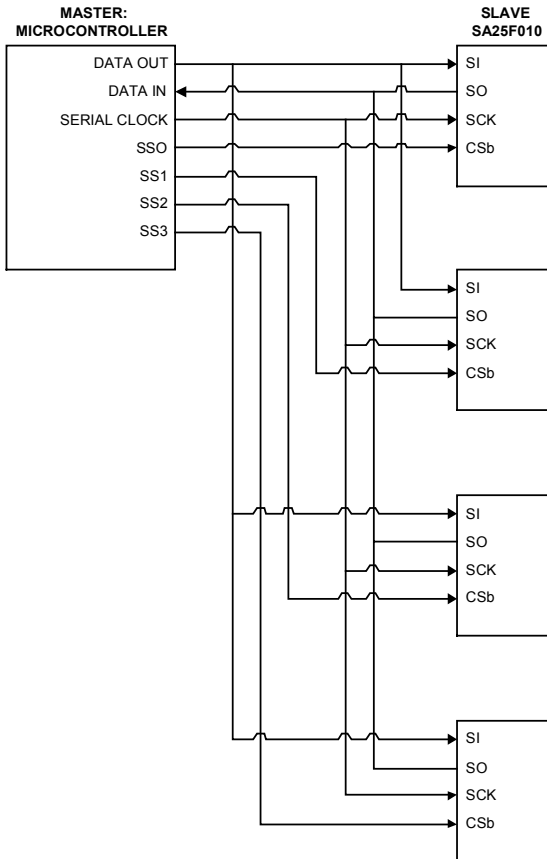 MASTER:
MICROCONTROLLER
DATA OUT
DATA IN
SERIAL CLOCK
SSO
SS1
SS2
SS3
SLAVE
SA25F010
SI
SO
SCK
CSb
SI
SO
SCK
CSb
SI
SO
SCK
CSb
SI
SO
SCK
CSb